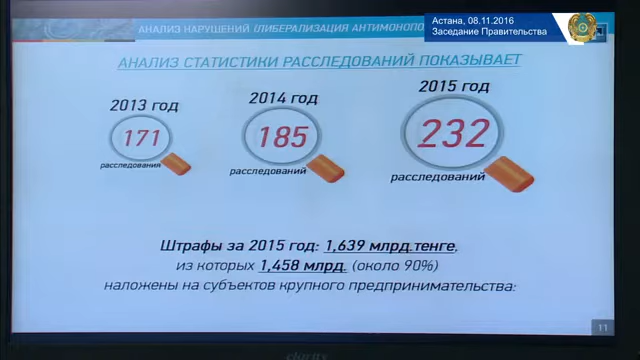 АНАЛИЗ НАРУШЕНИЙ (ЛИБЕРАЛИЗАЦИЯ АНТИМОНОПО
Астана, 08.11.2016
Заседание Правительства
АНАЛИЗ СТАТИСТИКИ РАССЛЕДОВАНИЙ ПОКАЗЫВАЕТ
2013 год
171
расследования
2014 год
185
расследований
2015 год
232
расследований
Штрафы за 2015 год: 1,639 млрд.тенге,
из которых 1,458 млрд. (около 90%)
наложены на субъектов крупного предпринимательства:
11